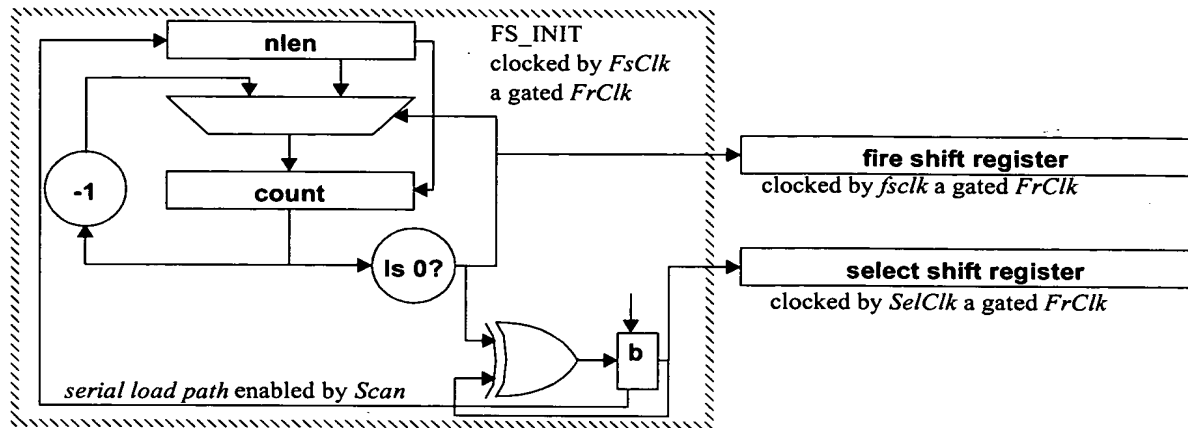 nlen
FS_INIT
clocked by FsClk
a gated FrClk
fire shift register
clocked by fsclk a gated FrClk
-1
count
Is 0?
select shift register
clocked by SelClk a gated FrClk
b
serial load path enabled by Scan